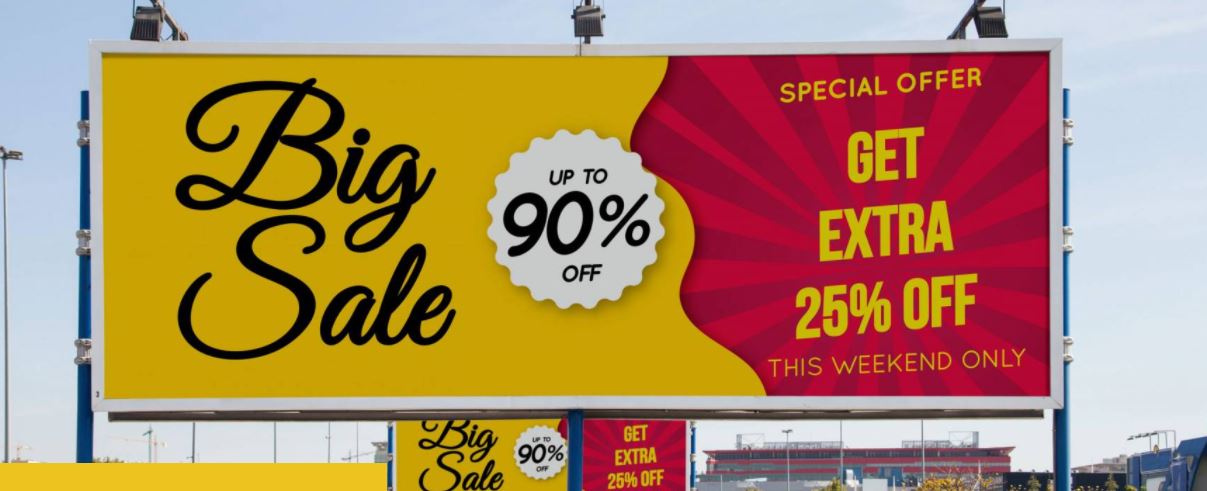 Big
Sale
UP TO
90%
OFF
SPECIAL OFFER
GET
EXTRA
25% OFF
THIS WEEKEND ONLY
3
Big
Sale
UP TO
90%
OFF
GET
EXTRA
25% OFF